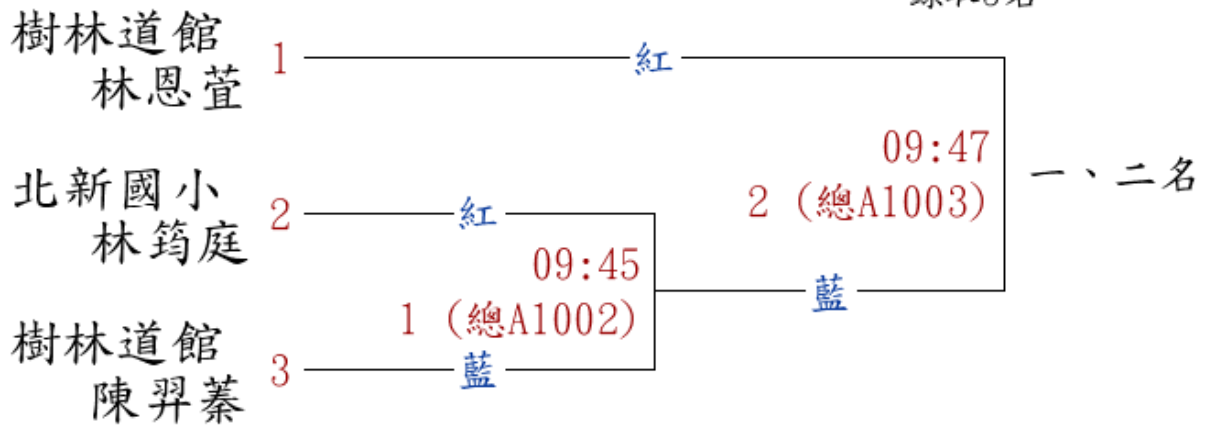 樹林道館
林恩萱
1
紅
09:47
2 (總A1003)
一、二名
北新國小
林筠庭
2
紅
09:45
1 (總A1002)
藍
樹林道館
陳羿蓁
3
藍